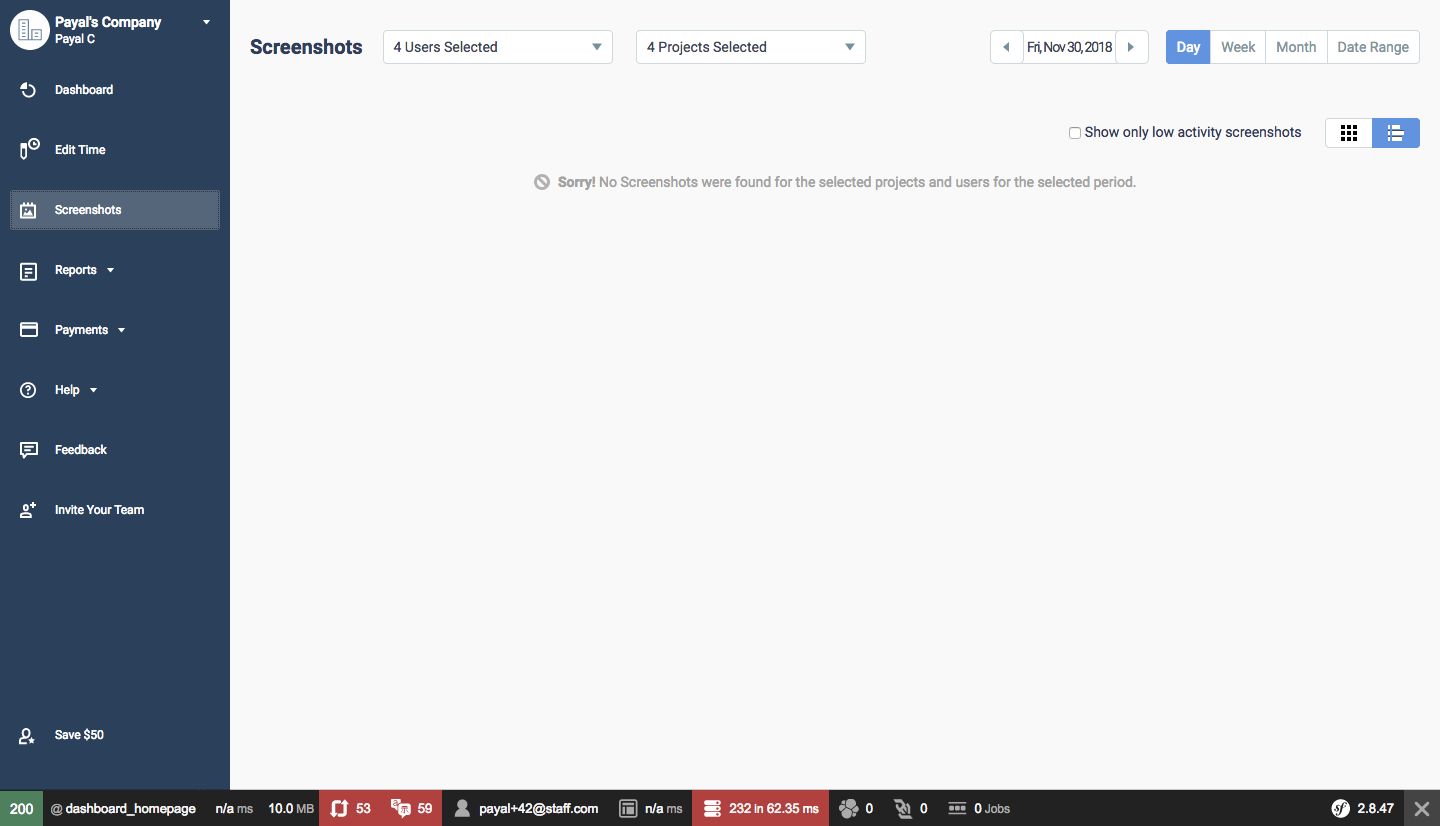 Payal's Company
Payal C
Dashboard
Edit Time
Screenshots
Reports
Payments
Help
Feedback
Invite Your Team
Save $50
Screenshots
4 Users Selected
4 Projects Selected
Fri, Nov 30, 2018
Day Week Month Date Range
Show only low activity screenshots
Sorry! No Screenshots were found for the selected projects and users for the selected period.
200 @ dashboard_homepage n/a ms 10.0 MB 53 59 payal+42@staff.com n/a ms 232 in 62.35 ms 0 0 0 Jobs sf 2.8.47